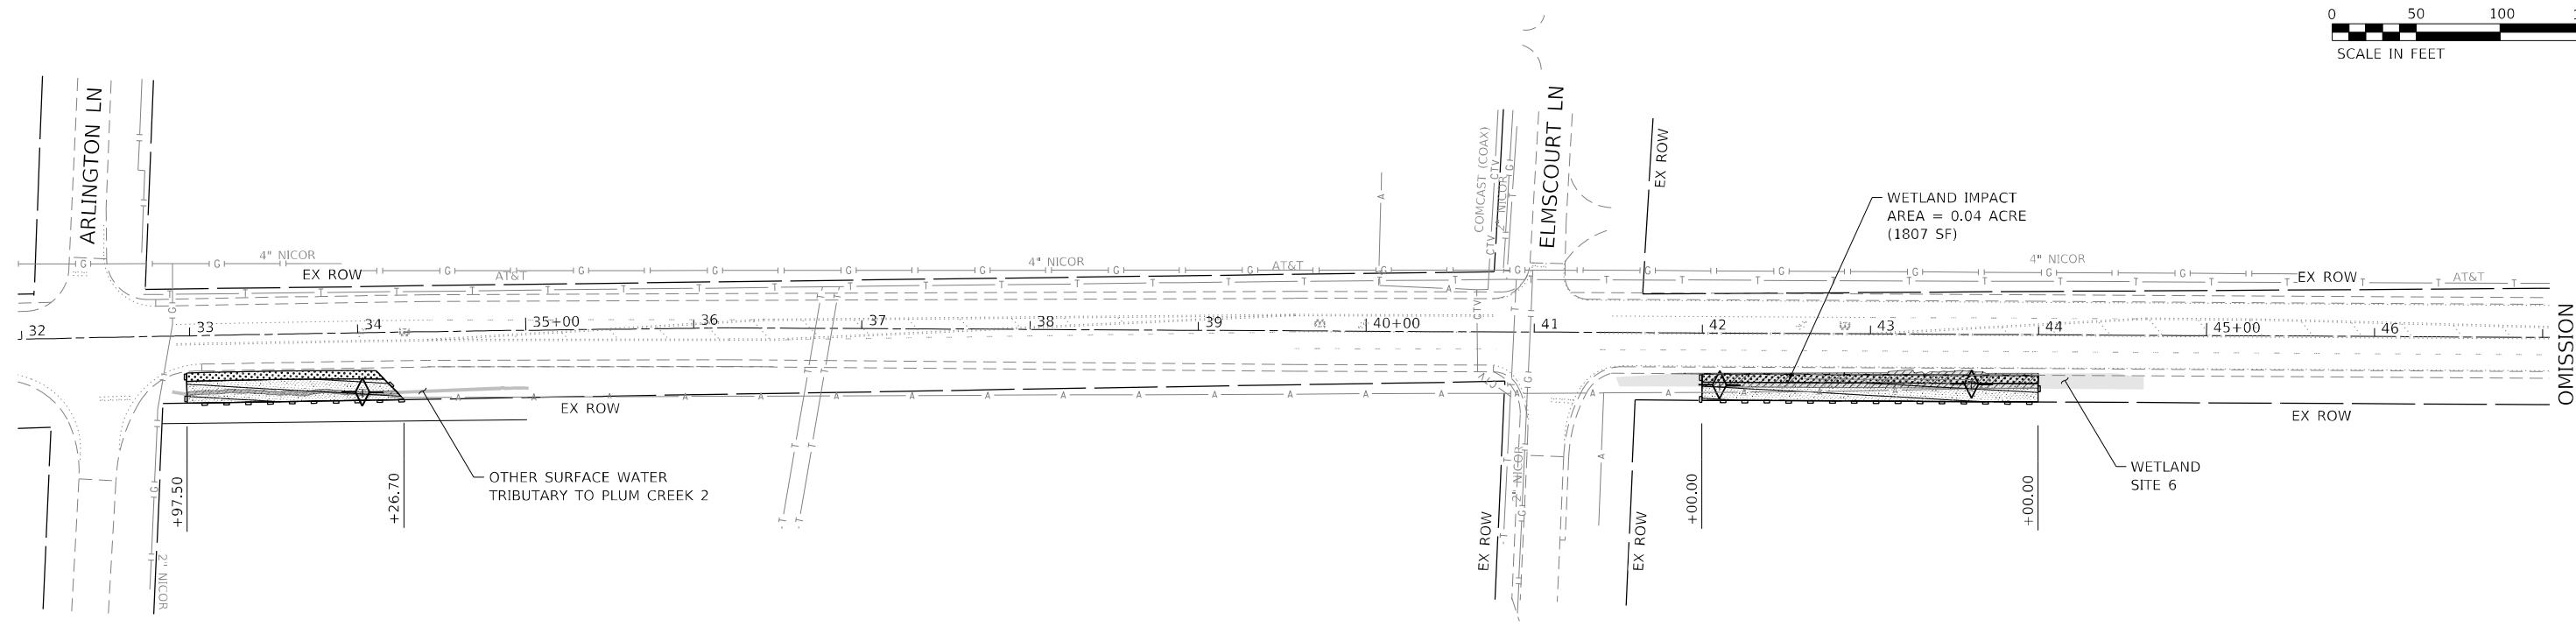 0 50 100
SCALE IN FEET
ARLINGTON LN
ELMSCOURT LN
COMCAST (COAX)
CTV
2" NICOR
EX ROW
WETLAND IMPACT
AREA = 0.04 ACRE
(1807 SF)
4" NICOR
EX ROW
AT&T
4" NICOR
AT&T
4" NICOR
EX ROW
AT&T
32 33 34 35+00 36 37 38 39 40+00 41 42 43 44 45+00 46
OMISSION
EX ROW
EX ROW
OTHER SURFACE WATER
TRIBUTARY TO PLUM CREEK 2
WETLAND
SITE 6
+97.50
+26.70
+00.00
+00.00
2" NICOR
2" NICOR
EX ROW
EX ROW